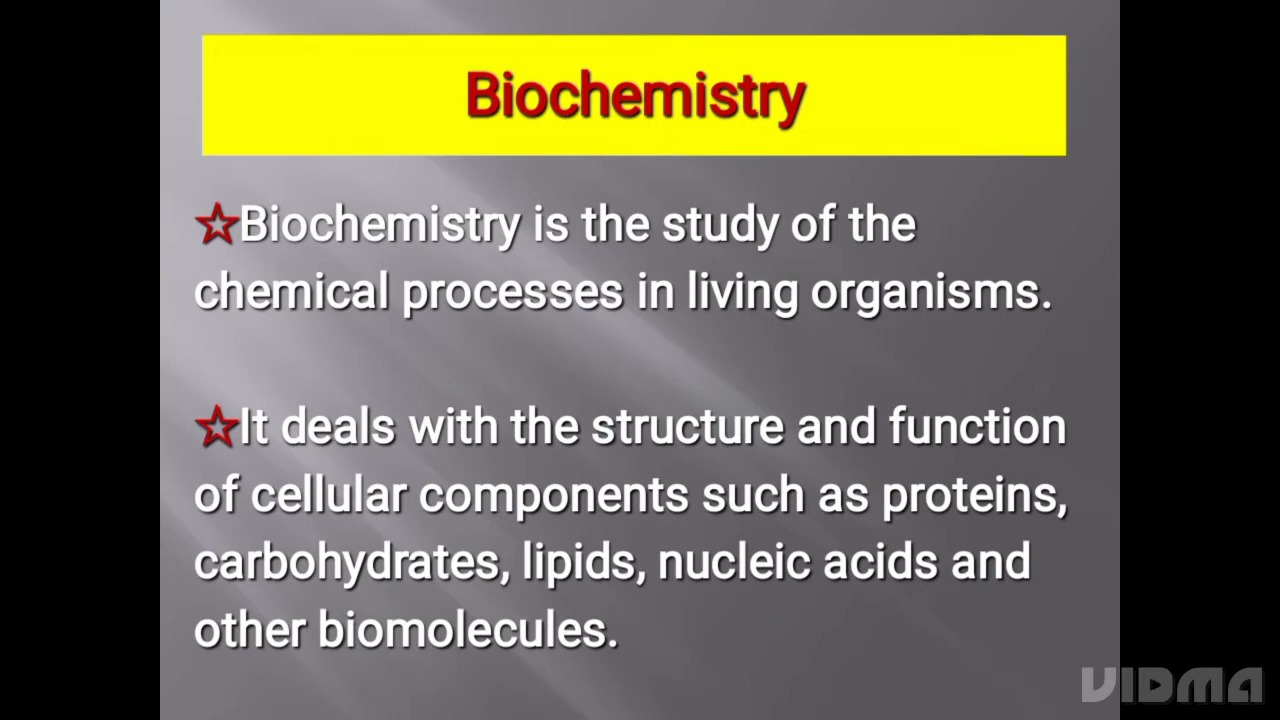 Biochemistry
☆Biochemistry is the study of the
chemical processes in living organisms.
☆It deals with the structure and function
of cellular components such as proteins,
carbohydrates, lipids, nucleic acids and
other biomolecules.
VIDMA